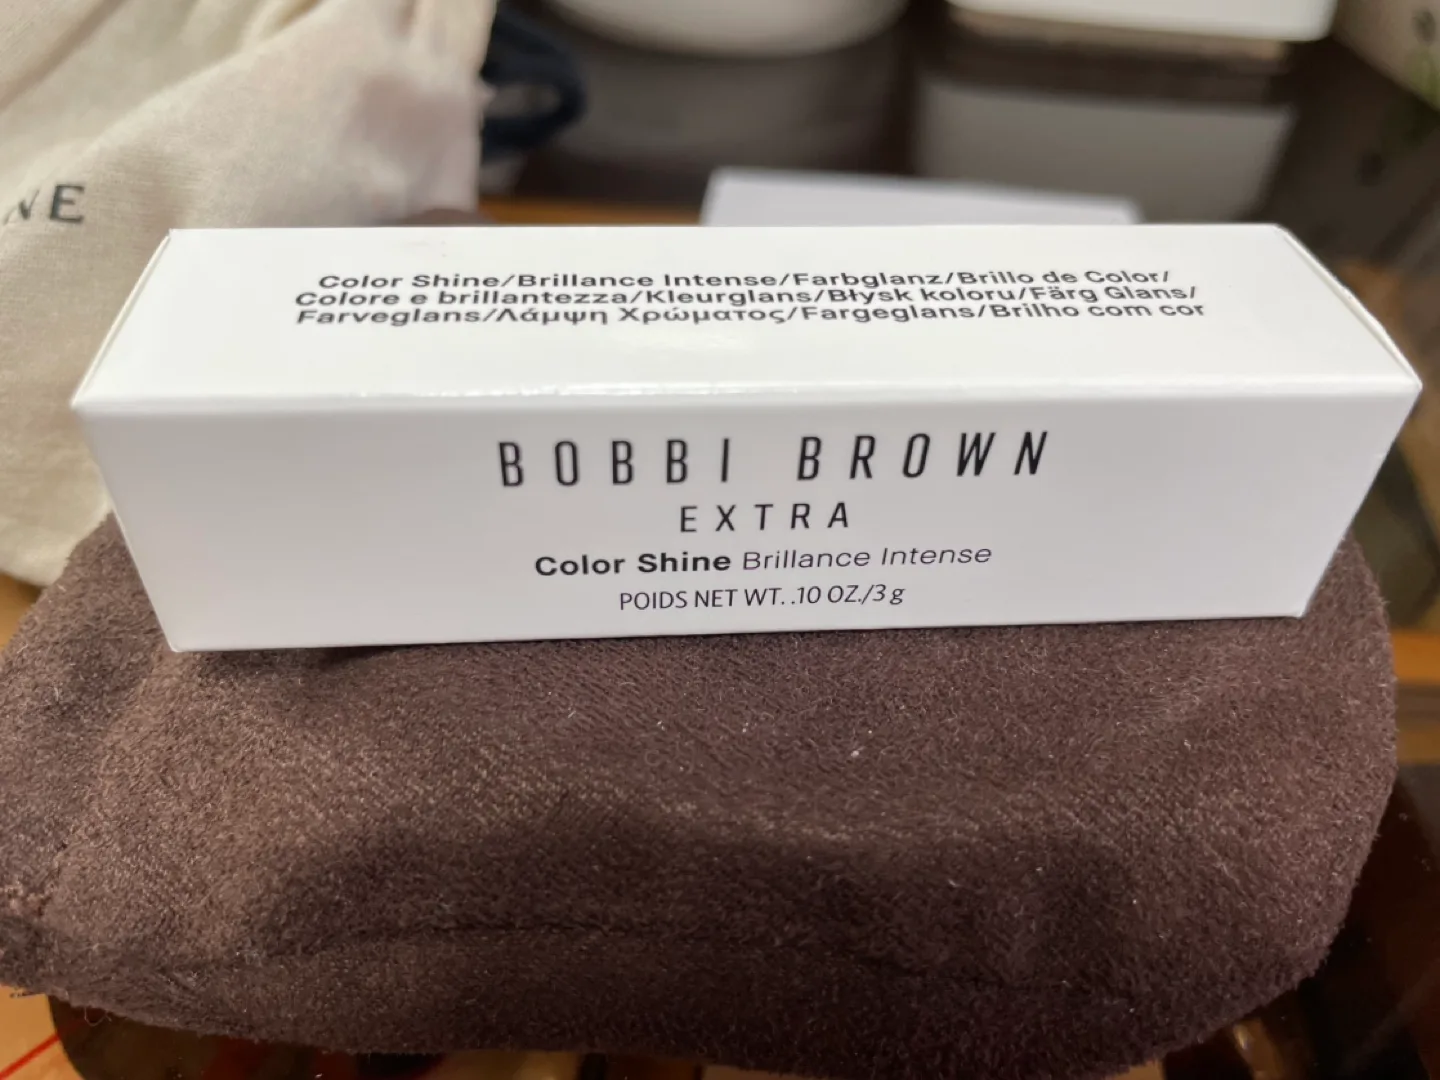 NE
Color Shine/Brillance Intense/Farbglanz/Brillo de Color/
Colore e brillantezza/Kleurglans/Błysk koloru/Färg Glans/
Farveglans/Λάμψη Χρώματος/Fargeglans/Brilho com cor
BOBBI BROWN
EXTRA
Color Shine Brillance Intense
POIDS NET WT. .10 OZ./3 g